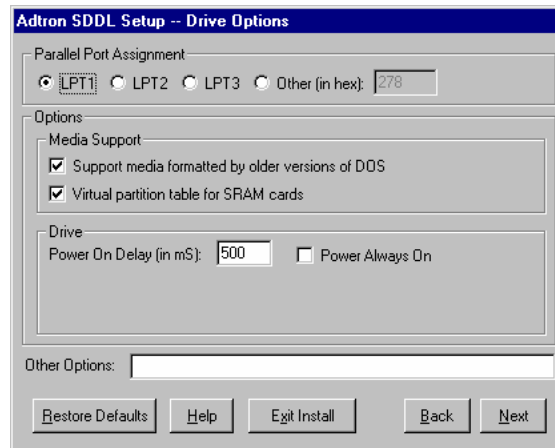 Adtron SDDL Setup -- Drive Options
Parallel Port Assignment
LPT1 LPT2 LPT3 Other (in hex): 278
Options
Media Support
Support media formatted by older versions of DOS
Virtual partition table for SRAM cards
Drive
Power On Delay (in mS): 500 Power Always On
Other Options:
Restore Defaults Help Exit Install Back Next